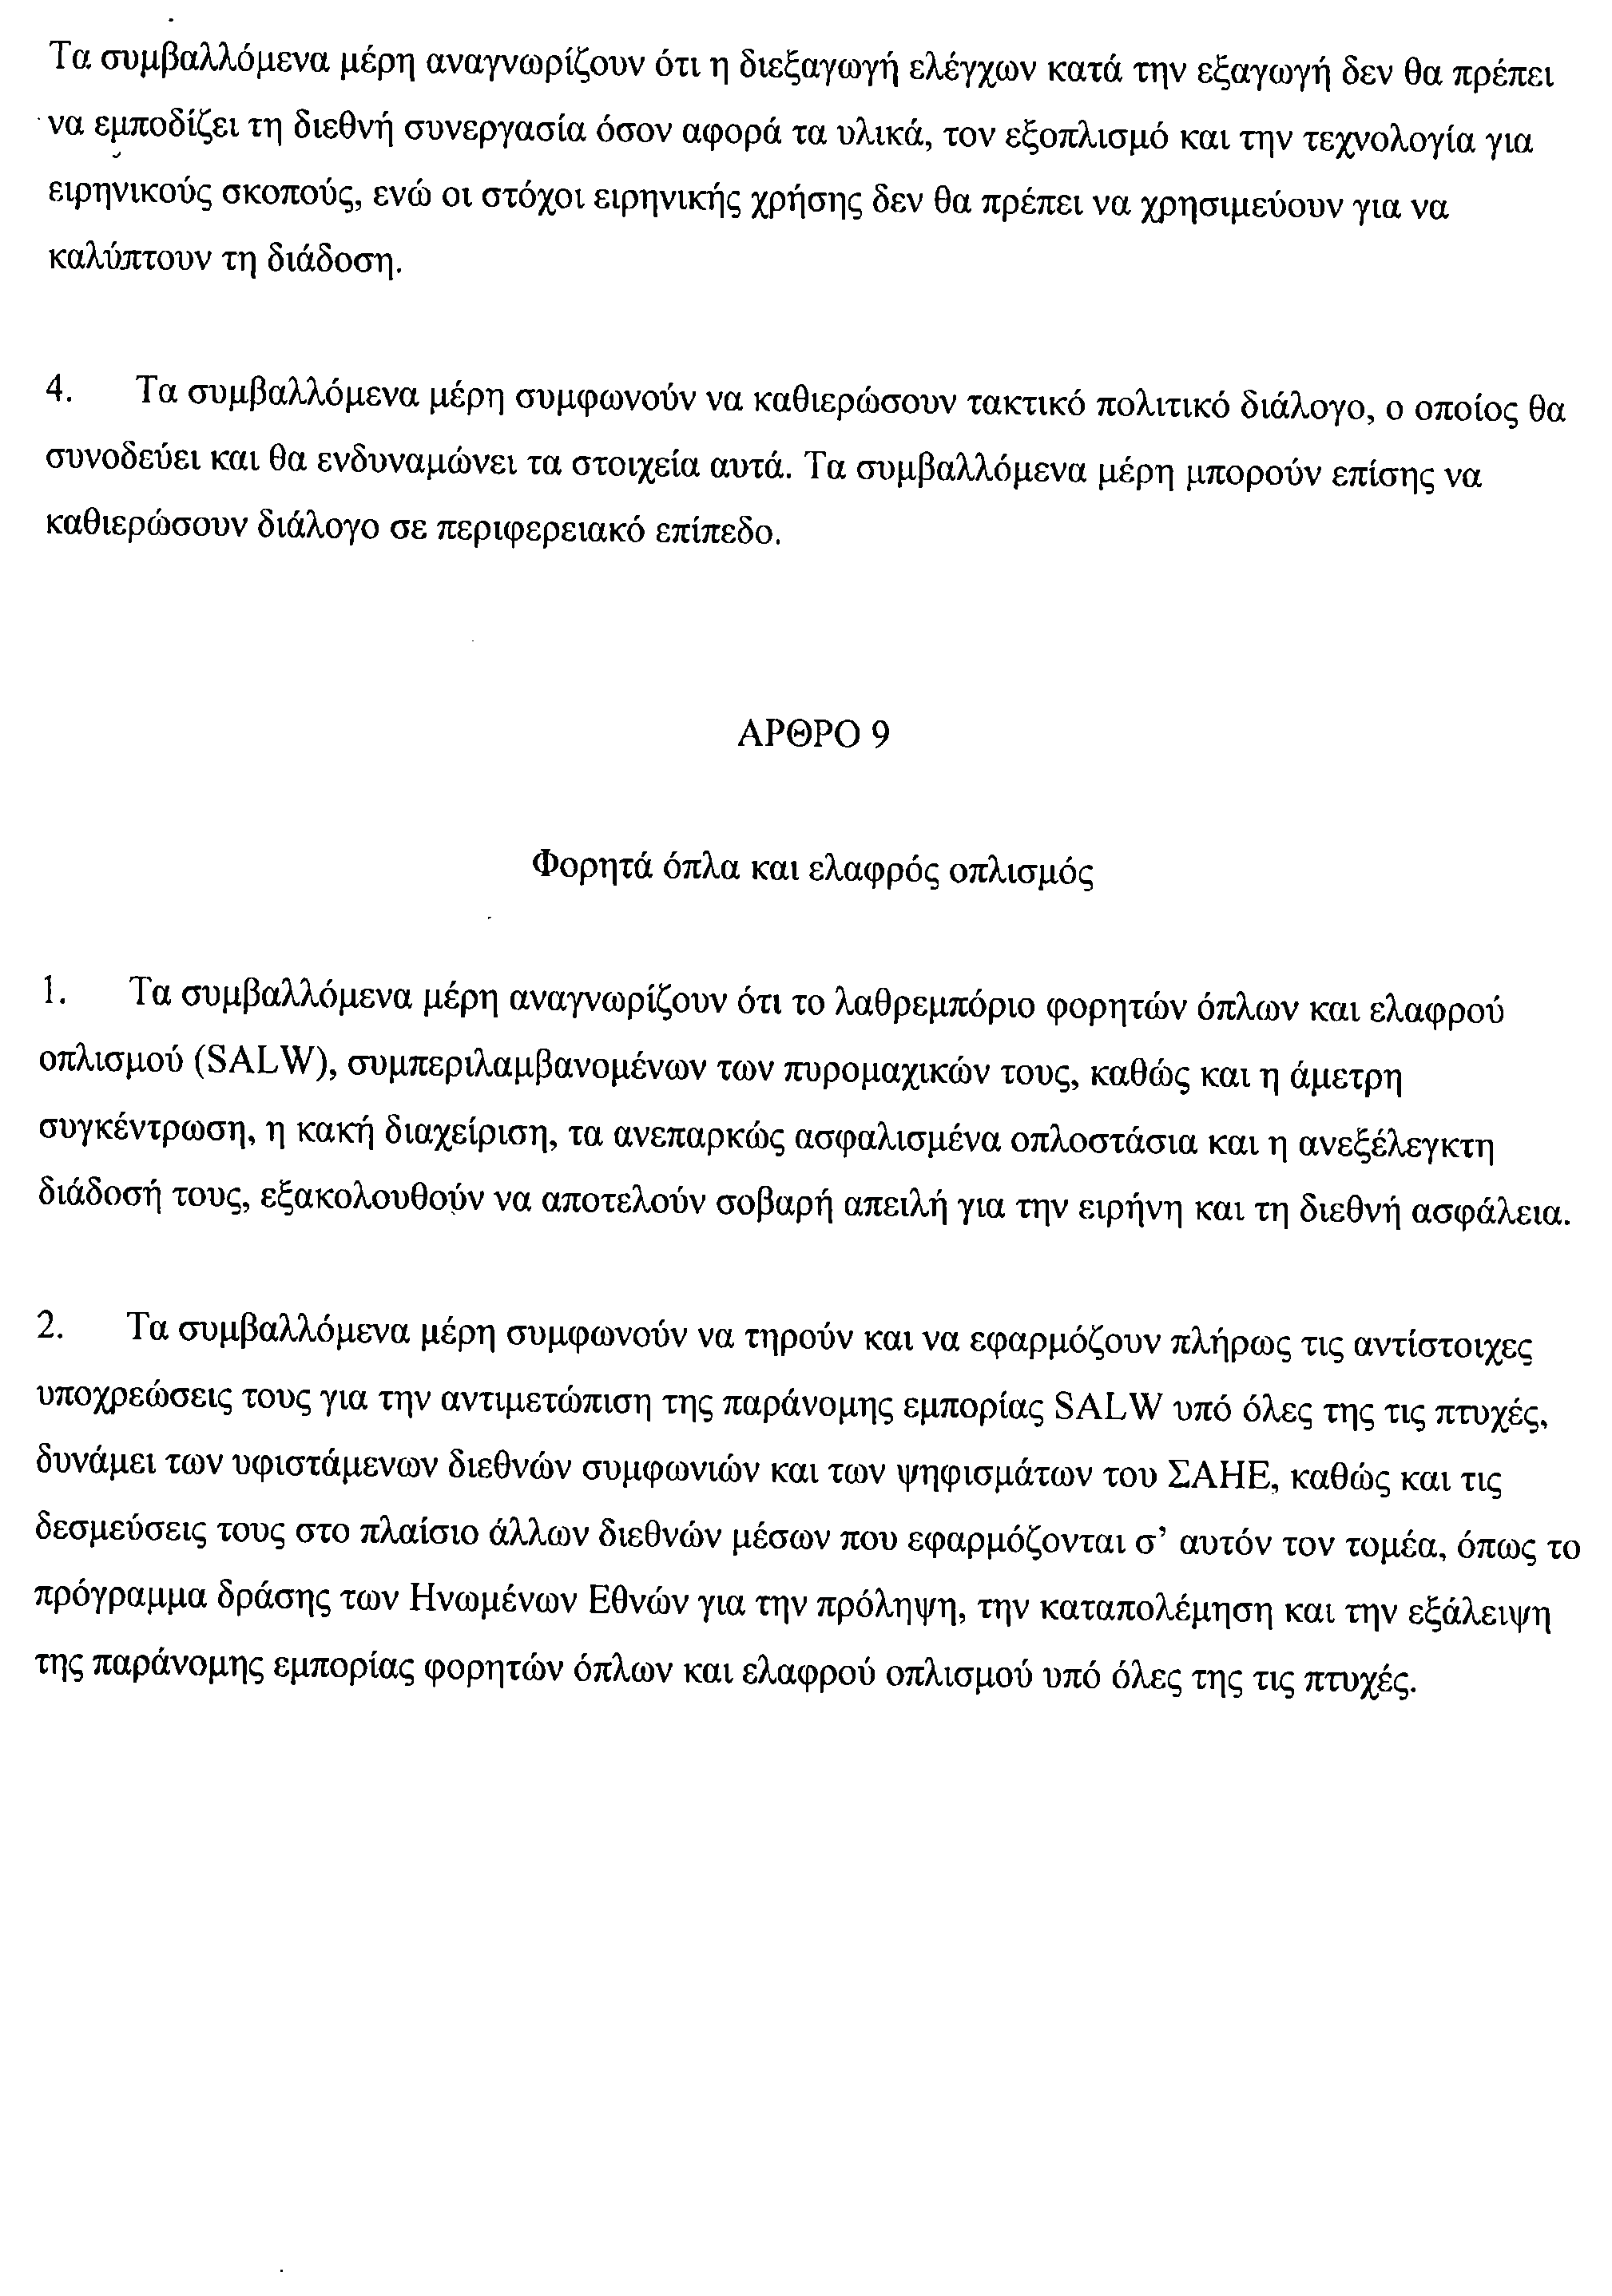 Τα συμβαλλόμενα μέρη αναγνωρίζουν ότι η διεξαγωγή ελέγχων κατά την εξαγωγή δεν θα πρέπει
να εμποδίζει τη διεθνή συνεργασία όσον αφορά τα υλικά, τον εξοπλισμό και την τεχνολογία για
ειρηνικούς σκοπούς, ενώ οι στόχοι ειρηνικής χρήσης δεν θα πρέπει να χρησιμεύουν για να
καλύπτουν τη διάδοση.
4. Τα συμβαλλόμενα μέρη συμφωνούν να καθιερώσουν τακτικό πολιτικό διάλογο, ο οποίος θα
συνοδεύει και θα ενδυναμώνει τα στοιχεία αυτά. Τα συμβαλλόμενα μέρη μπορούν επίσης να
καθιερώσουν διάλογο σε περιφερειακό επίπεδο.
ΑΡΘΡΟ 9
Φορητά όπλα και ελαφρός οπλισμός
1. Τα συμβαλλόμενα μέρη αναγνωρίζουν ότι το λαθρεμπόριο φορητών όπλων και ελαφρού
οπλισμού (SALW), συμπεριλαμβανομένων των πυρομαχικών τους, καθώς και η άμετρη
συγκέντρωση, η κακή διαχείριση, τα ανεπαρκώς ασφαλισμένα οπλοστάσια και η ανεξέλεγκτη
διάδοσή τους, εξακολουθούν να αποτελούν σοβαρή απειλή για την ειρήνη και τη διεθνή ασφάλεια.
2. Τα συμβαλλόμενα μέρη συμφωνούν να τηρούν και να εφαρμόζουν πλήρως τις αντίστοιχες
υποχρεώσεις τους για την αντιμετώπιση της παράνομης εμπορίας SALW υπό όλες της τις πτυχές,
δυνάμει των υφιστάμενων διεθνών συμφωνιών και των ψηφισμάτων του ΣΑΗΕ, καθώς και τις
δεσμεύσεις τους στο πλαίσιο άλλων διεθνών μέσων που εφαρμόζονται σ’ αυτόν τον τομέα, όπως το
πρόγραμμα δράσης των Ηνωμένων Εθνών για την πρόληψη, την καταπολέμηση και την εξάλειψη
της παράνομης εμπορίας φορητών όπλων και ελαφρού οπλισμού υπό όλες της τις πτυχές.